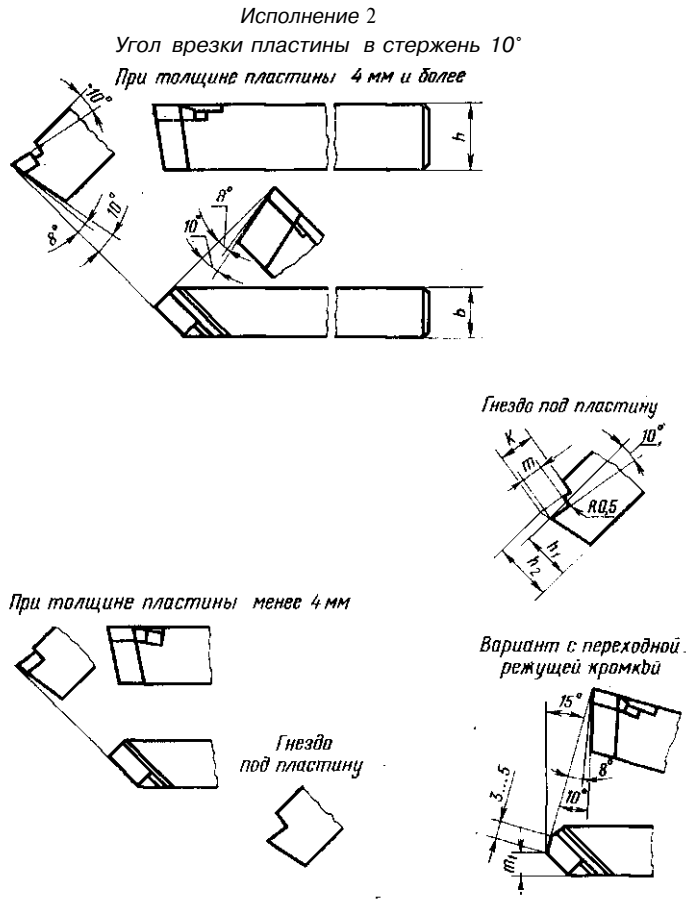 Исполнение 2
Угол врезки пластины в стержень 10°
При толщине пластины 4 мм и более
10°
h
8°
10°
8°
10°
b
Гнездо под пластину
K
m
10°
R0,5
h₁
h₂
При толщине пластины менее 4 мм
Гнездо
под пластину
Вариант с переходной
режущей кромкой
15°
8°
10°
3...5
m₁